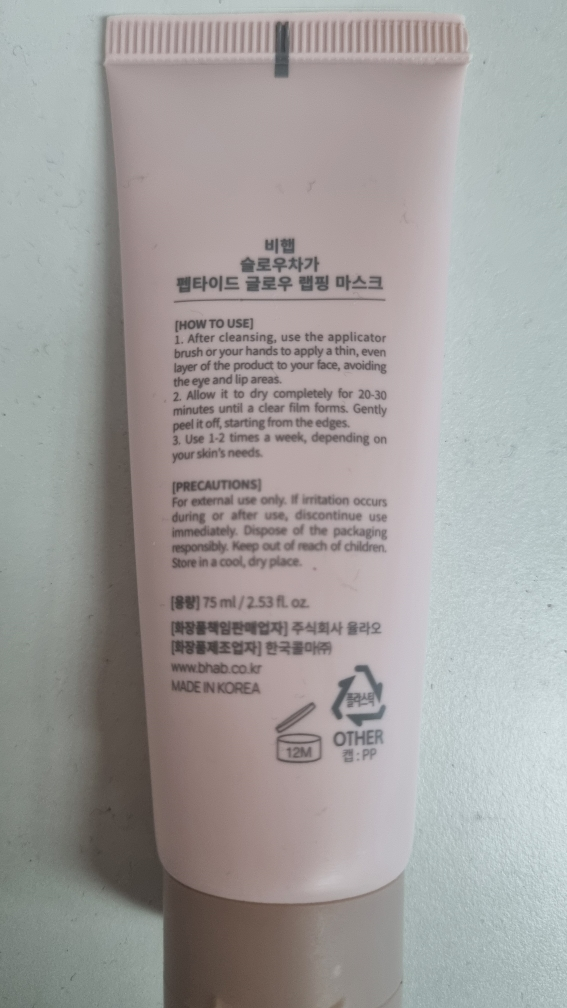 비햅
슬로우차가
펩타이드 글로우 랩핑 마스크
[HOW TO USE]
1. After cleansing, use the applicator
brush or your hands to apply a thin, even
layer of the product to your face, avoiding
the eye and lip areas.
2. Allow it to dry completely for 20-30
minutes until a clear film forms. Gently
peel it off, starting from the edges.
3. Use 1-2 times a week, depending on
your skin's needs.
[PRECAUTIONS]
For external use only. If irritation occurs
during or after use, discontinue use
immediately. Dispose of the packaging
responsibly. Keep out of reach of children.
Store in a cool, dry place.
[용량] 75 ml / 2.53 fl. oz.
[화장품책임판매업자] 주식회사 율라오
[화장품제조업자] 한국콜마㈜
www.bhab.co.kr
MADE IN KOREA
플라스틱
OTHER
캡 : PP
12M